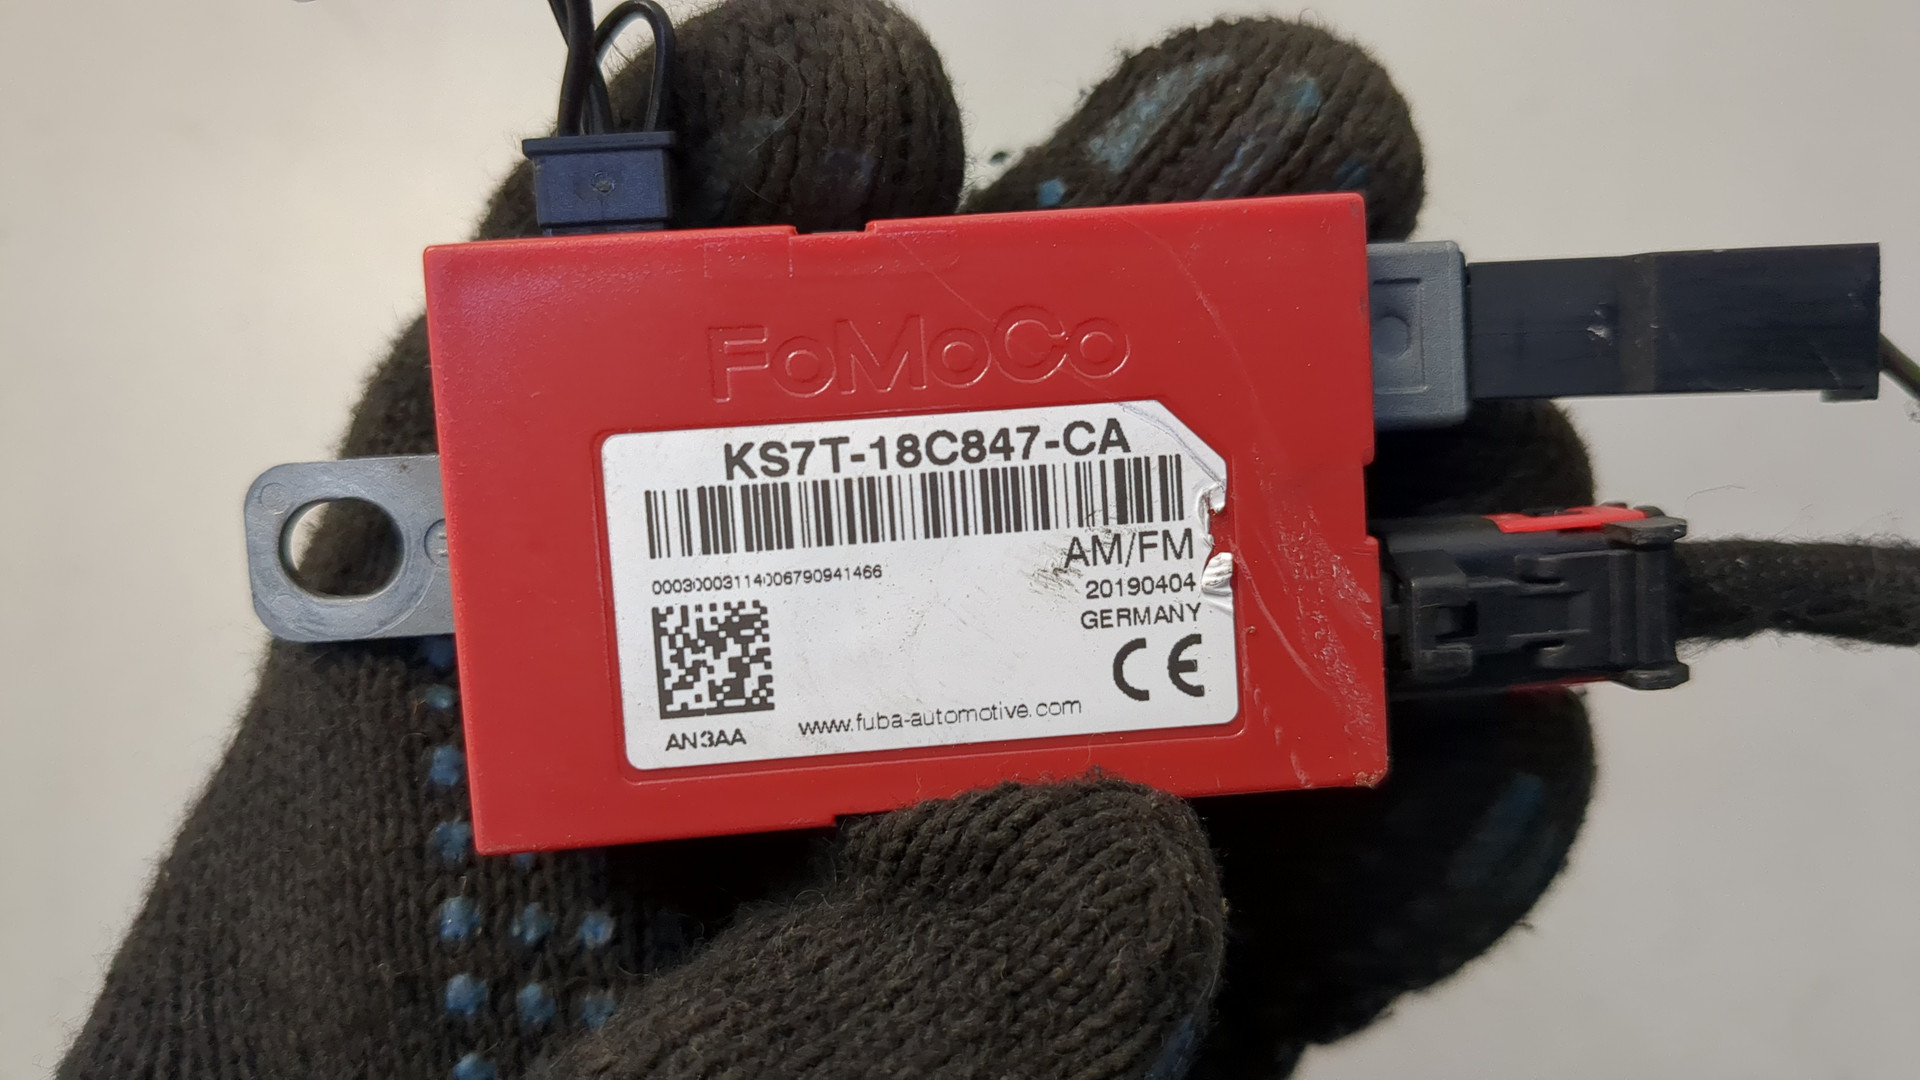 FoMoCo
KS7T-18C847-CA
00030003114006790941466
AM/FM
20190404
GERMANY
CE
www.fuba-automotive.com
AN3AA